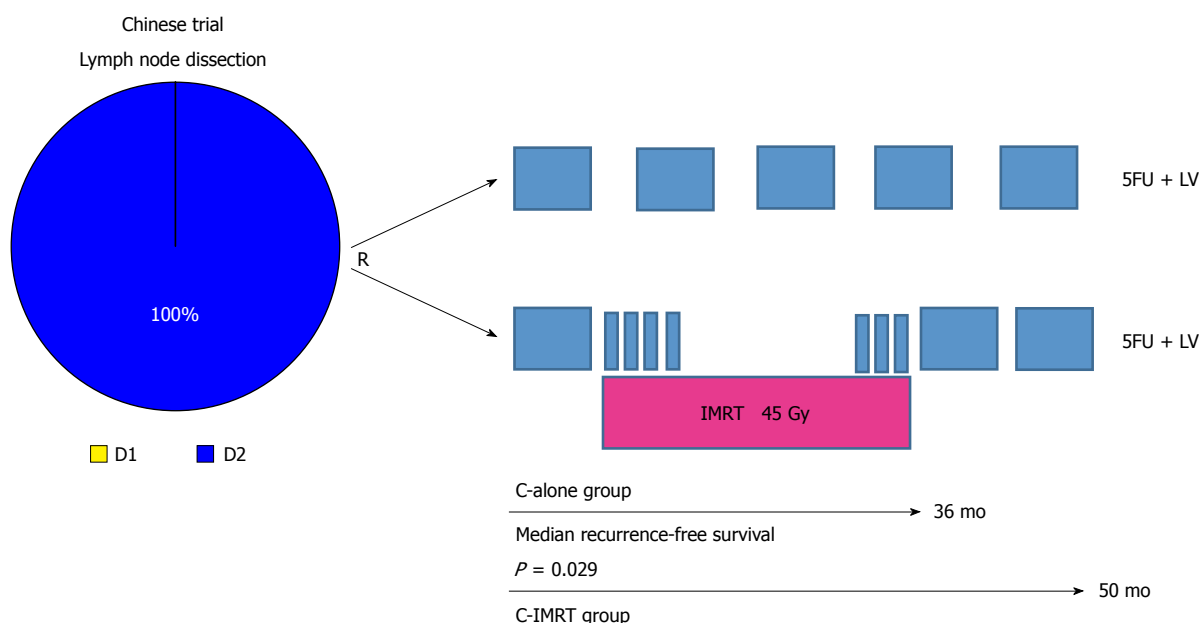 Chinese trial
Lymph node dissection
100%
D1
D2
R
5FU + LV
5FU + LV
IMRT 45 Gy
C-alone group
36 mo
Median recurrence-free survival
P = 0.029
50 mo
C-IMRT group